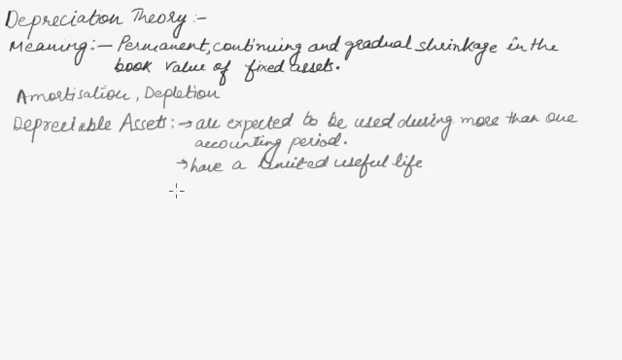 Depreciation Theory:-
Meaning:- Permanent, continuing and gradual shrinkage in the
book value of fixed assets.
Amortisation, Depletion
Depreciable Assets:→ are expected to be used during more than one
accounting period.
→ have a limited useful life